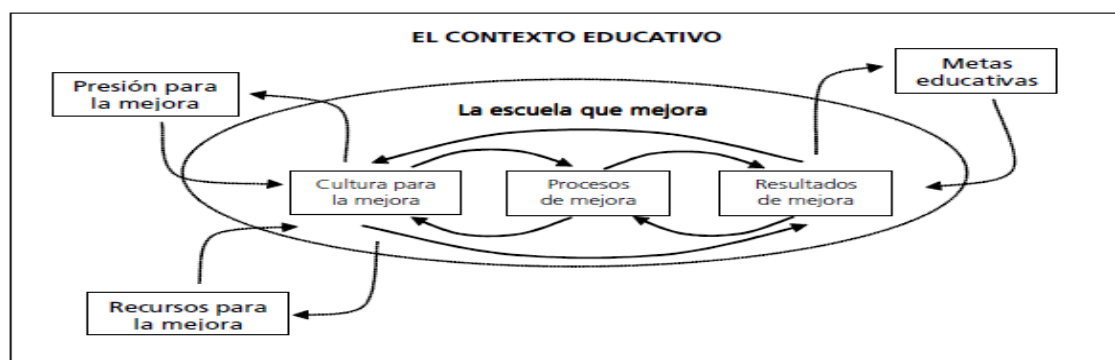 EL CONTEXTO EDUCATIVO
Presión para
la mejora
Metas
educativas
La escuela que mejora
Cultura para
la mejora
Procesos
de mejora
Resultados
de mejora
Recursos para
la mejora